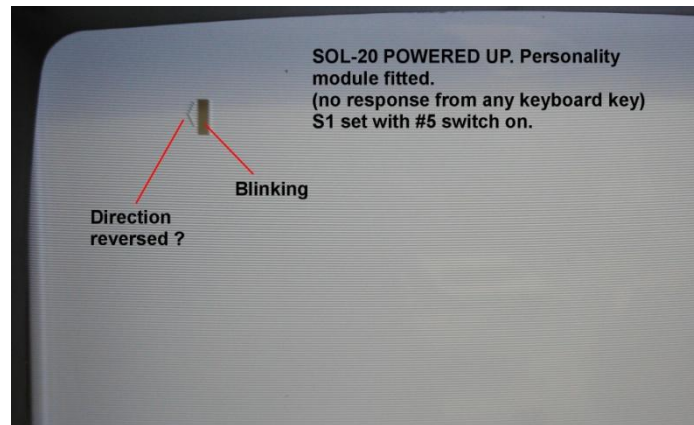 SOL-20 POWERED UP. Personality
module fitted.
(no response from any keyboard key)
S1 set with #5 switch on.
<
Blinking
Direction
reversed ?